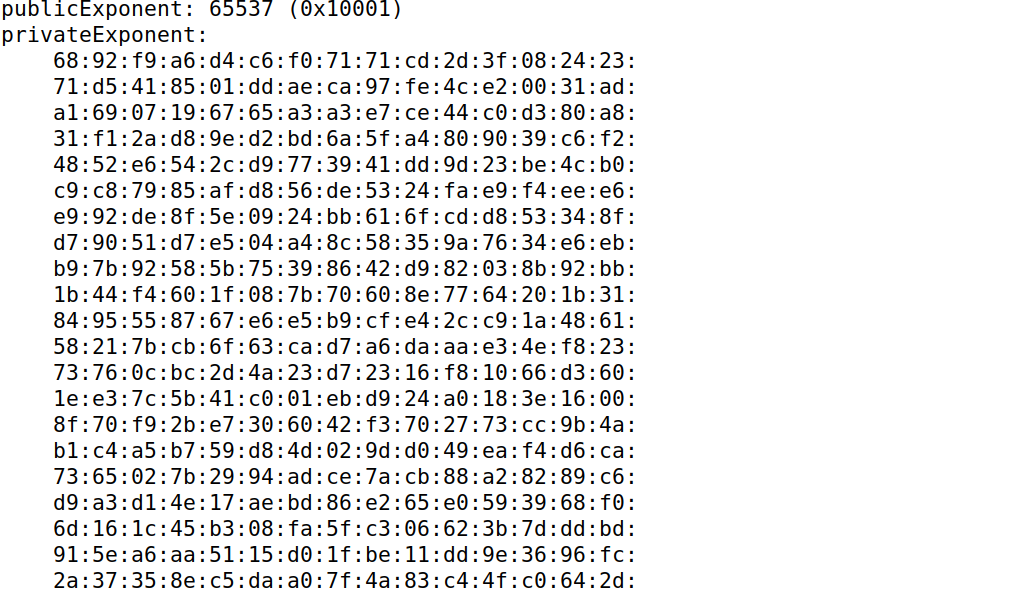 publicExponent: 65537 (0x10001)
privateExponent:
68:92:f9:a6:d4:c6:f0:71:71:cd:2d:3f:08:24:23:
71:d5:41:85:01:dd:ae:ca:97:fe:4c:e2:00:31:ad:
a1:69:07:19:67:65:a3:a3:e7:ce:44:c0:d3:80:a8:
31:f1:2a:d8:9e:d2:bd:6a:5f:a4:80:90:39:c6:f2:
48:52:e6:54:2c:d9:77:39:41:dd:9d:23:be:4c:b0:
c9:c8:79:85:af:d8:56:de:53:24:fa:e9:f4:ee:e6:
e9:92:de:8f:5e:09:24:bb:61:6f:cd:d8:53:34:8f:
d7:90:51:d7:e5:04:a4:8c:58:35:9a:76:34:e6:eb:
b9:7b:92:58:5b:75:39:86:42:d9:82:03:8b:92:bb:
1b:44:f4:60:1f:08:7b:70:60:8e:77:64:20:1b:31:
84:95:55:87:67:e6:e5:b9:cf:e4:2c:c9:1a:48:61:
58:21:7b:cb:6f:63:ca:d7:a6:da:aa:e3:4e:f8:23:
73:76:0c:bc:2d:4a:23:d7:23:16:f8:10:66:d3:60:
1e:e3:7c:5b:41:c0:01:eb:d9:24:a0:18:3e:16:00:
8f:70:f9:2b:e7:30:60:42:f3:70:27:73:cc:9b:4a:
b1:c4:a5:b7:59:d8:4d:02:9d:d0:49:ea:f4:d6:ca:
73:65:02:7b:29:94:ad:ce:7a:cb:88:a2:82:89:c6:
d9:a3:d1:4e:17:ae:bd:86:e2:65:e0:59:39:68:f0:
6d:16:1c:45:b3:08:fa:5f:c3:06:62:3b:7d:dd:bd:
91:5e:a6:aa:51:15:d0:1f:be:11:dd:9e:36:96:fc:
2a:37:35:8e:c5:da:a0:7f:4a:83:c4:4f:c0:64:2d: